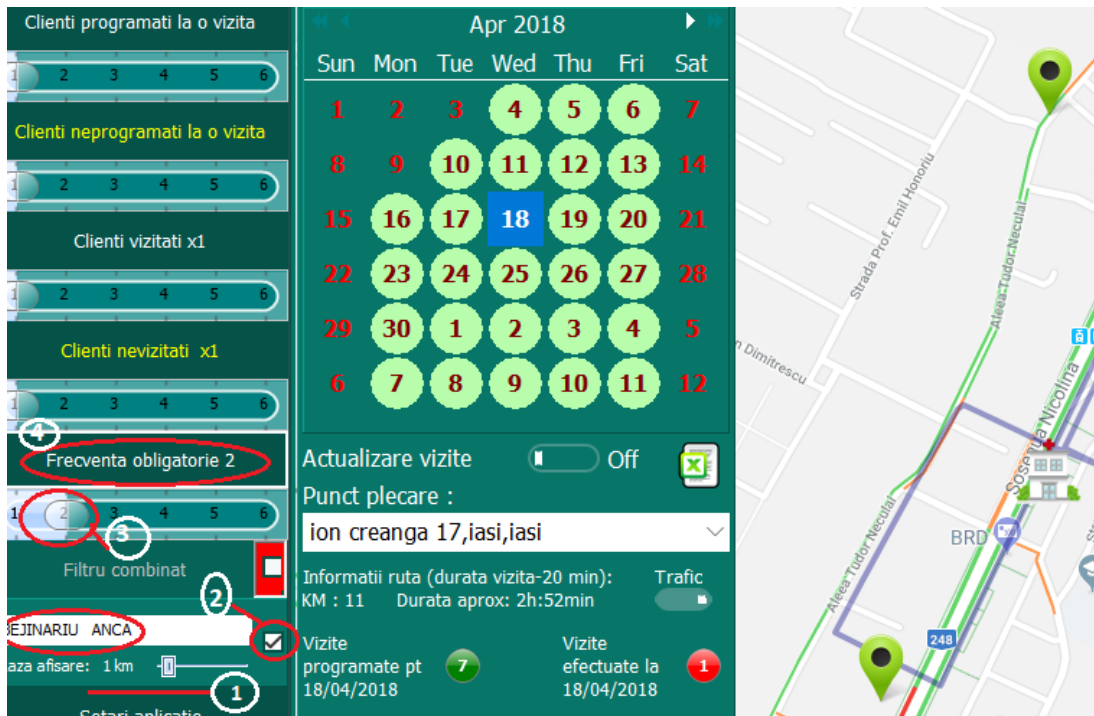 Clienti programati la o vizita
1 2 3 4 5 6
Clienti neprogramati la o vizita
1 2 3 4 5 6
Clienti vizitati x1
1 2 3 4 5 6
Clienti nevizitati x1
1 2 3 4 5 6
4
Frecventa obligatorie 2
1 2 3 4 5 6
3
Filtru combinat
2
EJINARIU ANCA
aza afisare: 1 km
1
Setari aplicatie
Apr 2018
Sun Mon Tue Wed Thu Fri Sat
1 2 3 4 5 6 7
8 9 10 11 12 13 14
15 16 17 18 19 20 21
22 23 24 25 26 27 28
29 30 1 2 3 4 5
6 7 8 9 10 11 12
Actualizare vizite Off
Punct plecare :
ion creanga 17,iasi,iasi
Informatii ruta (durata vizita-20 min): Trafic
KM : 11 Durata aprox: 2h:52min
Vizite
programate pt
18/04/2018
7
Vizite
efectuate la
18/04/2018
1
Strada Prof. Emil Honoriu
Aleea Tudor Neculai
n Dimitrescu
Soseaua Nicolina
BRD
Aleea Tudor Neculai
248